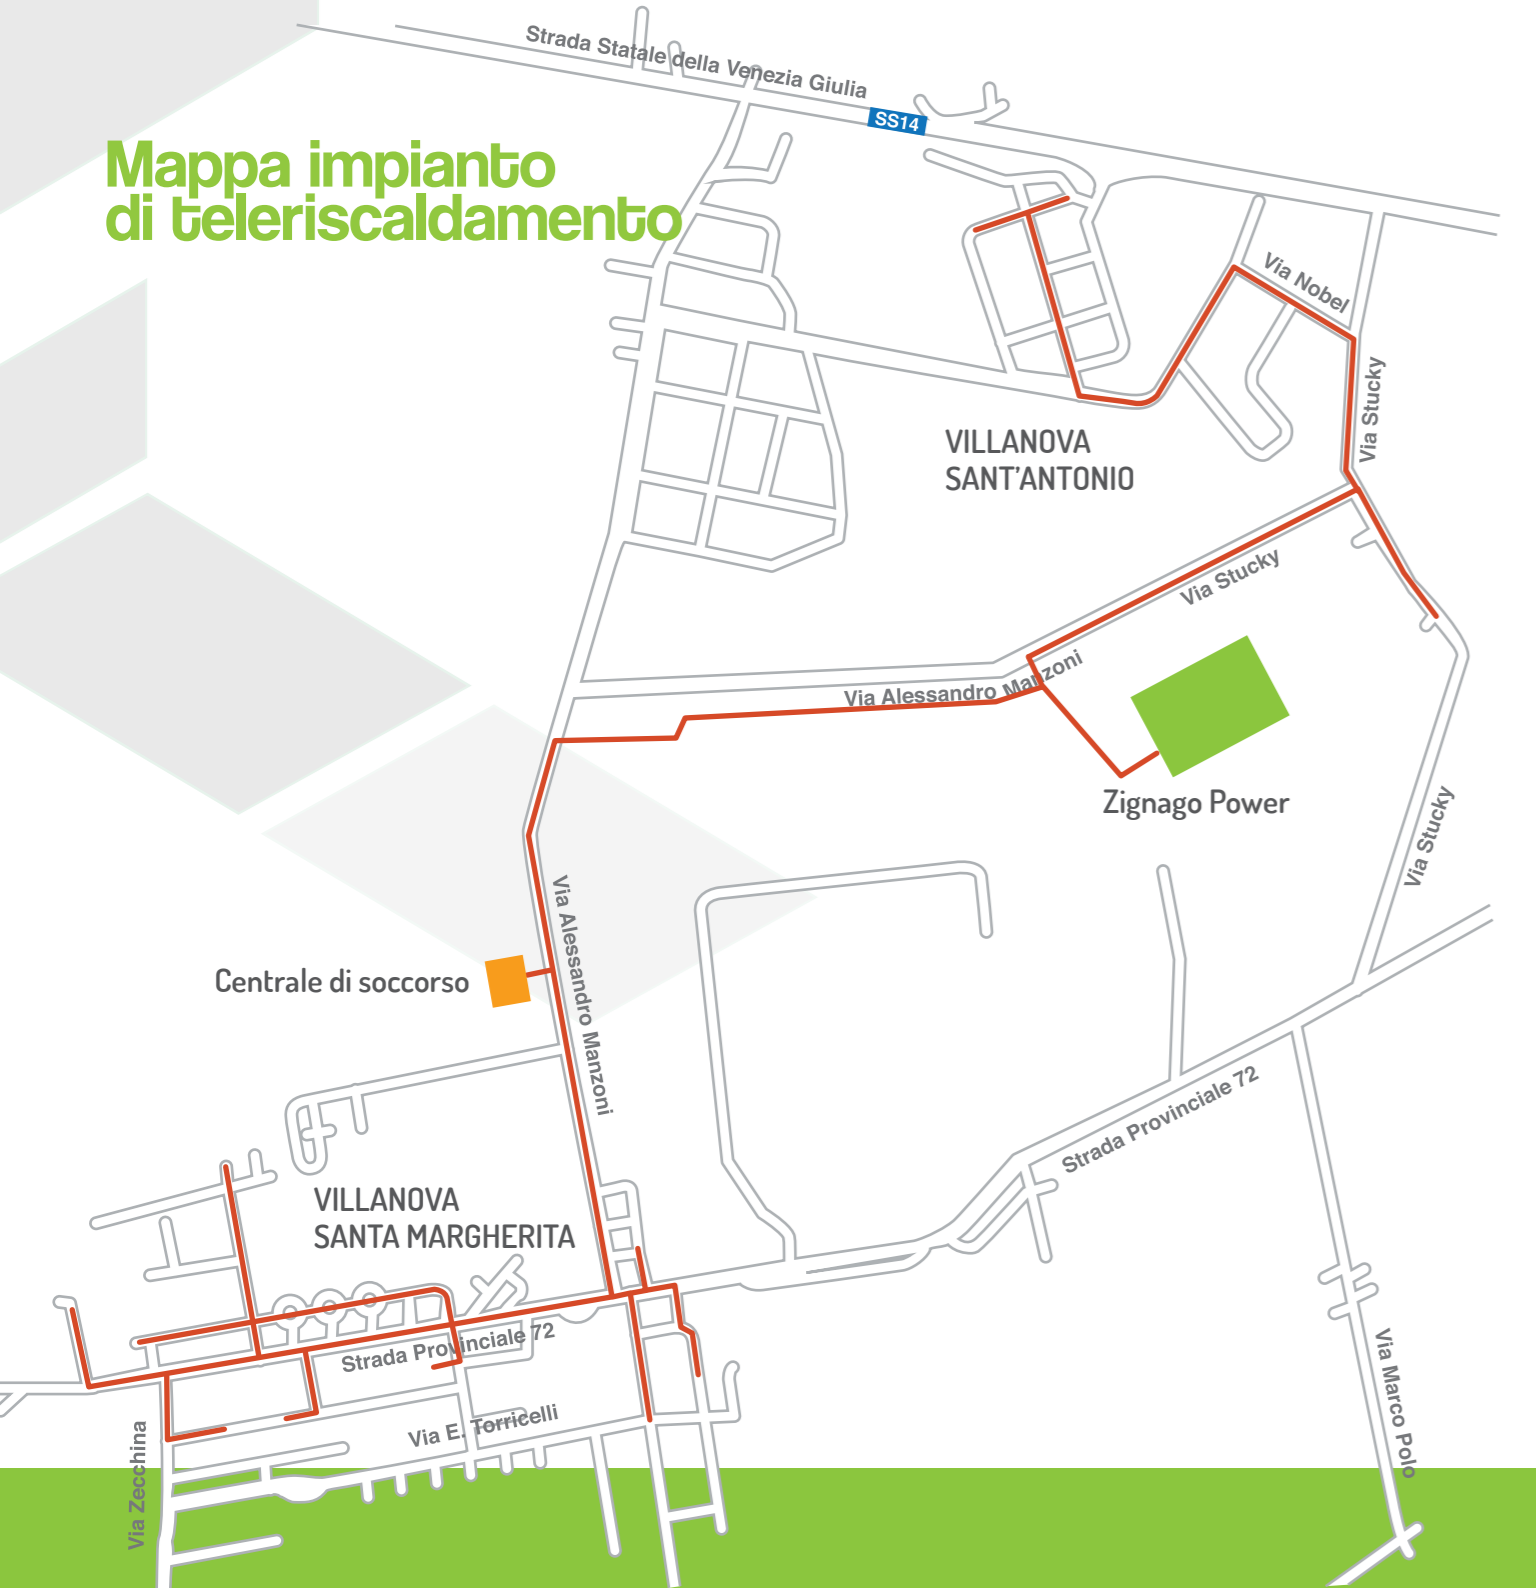 Strada Statale della Venezia Giulia
SS14
Mappa impianto
di teleriscaldamento
Via Nobel
Via Stucky
VILLANOVA
SANT'ANTONIO
Via Stucky
Via Alessandro Manzoni
Zignago Power
Via Stucky
Via Alessandro Manzoni
Centrale di soccorso
Strada Provinciale 72
VILLANOVA
SANTA MARGHERITA
Strada Provinciale 72
Via Marco Polo
Via E. Torricelli
Via Zecchina